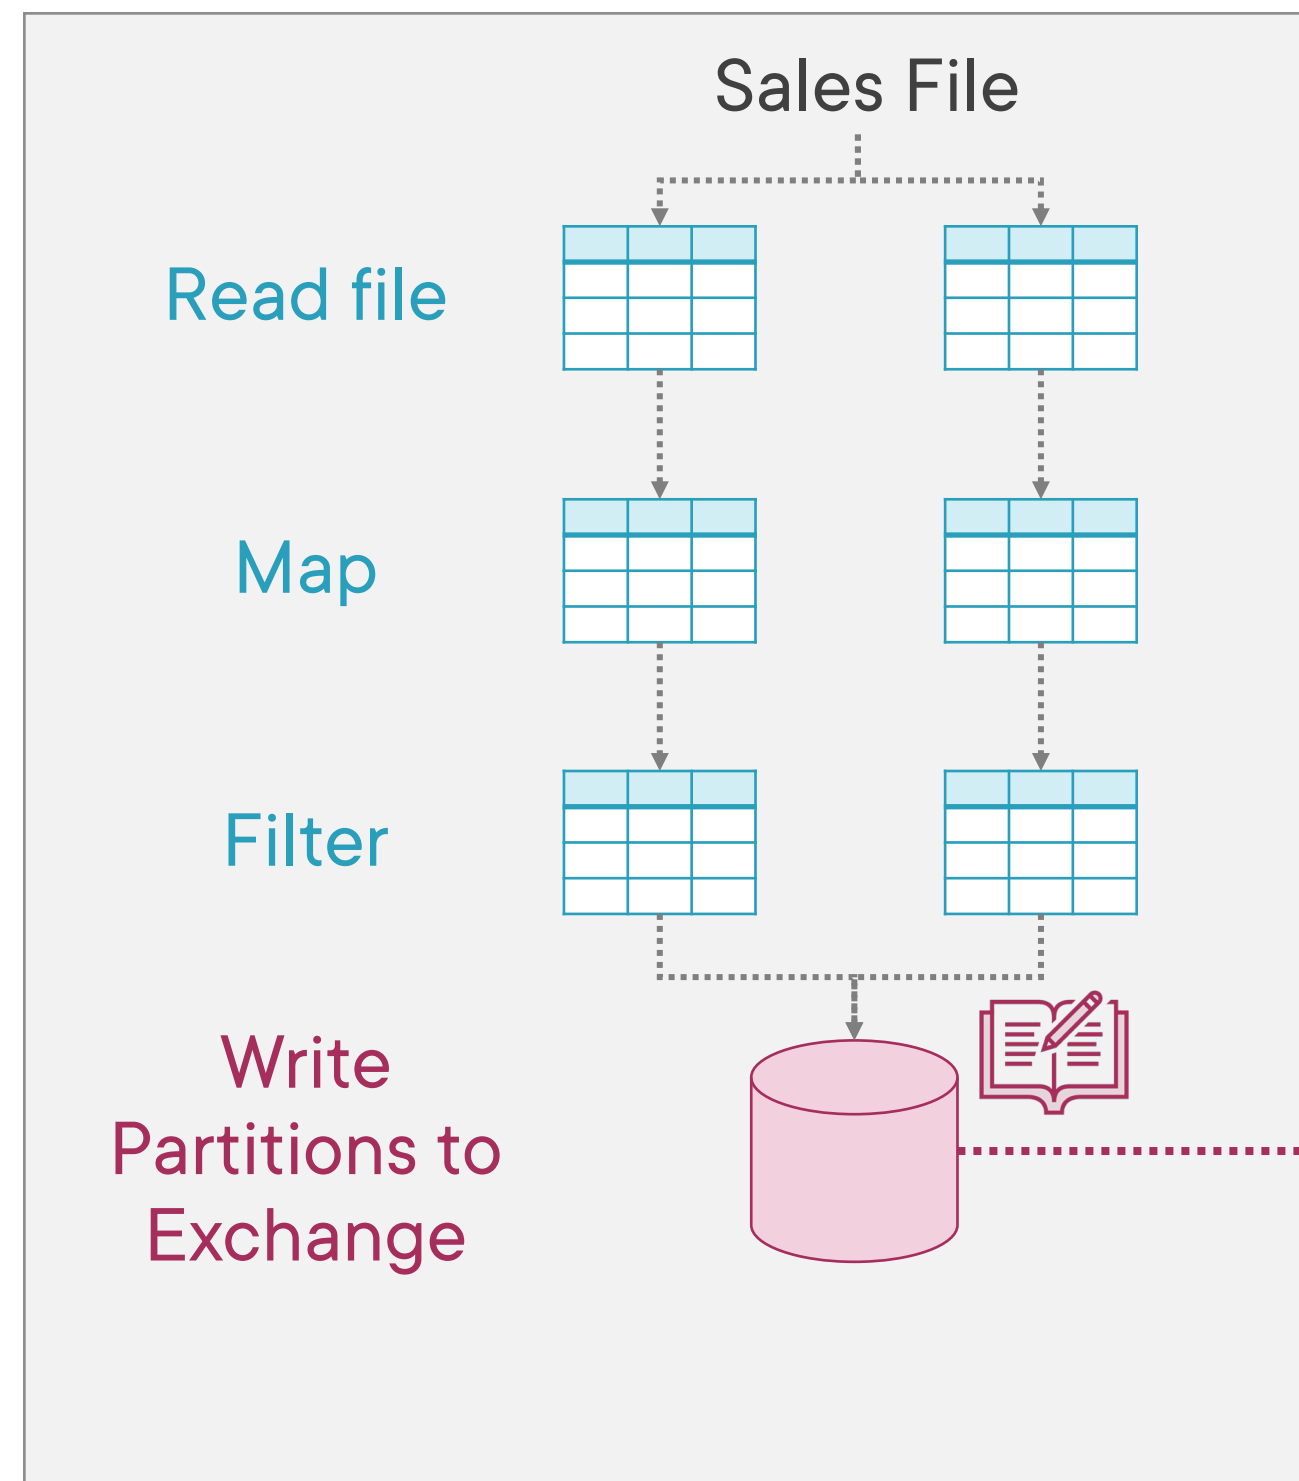 Sales File
Read file
Map
Filter
Write
Partitions to
Exchange